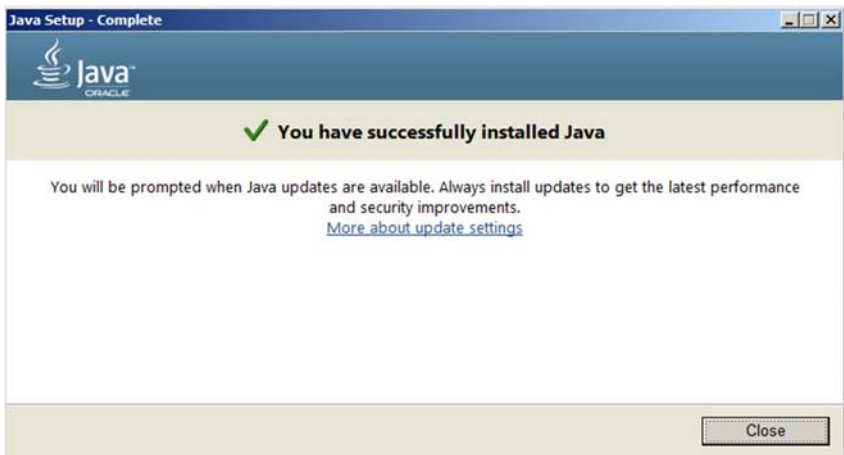 Java Setup - Complete
Java™
ORACLE
You have successfully installed Java
You will be prompted when Java updates are available. Always install updates to get the latest performance
and security improvements.
More about update settings
Close